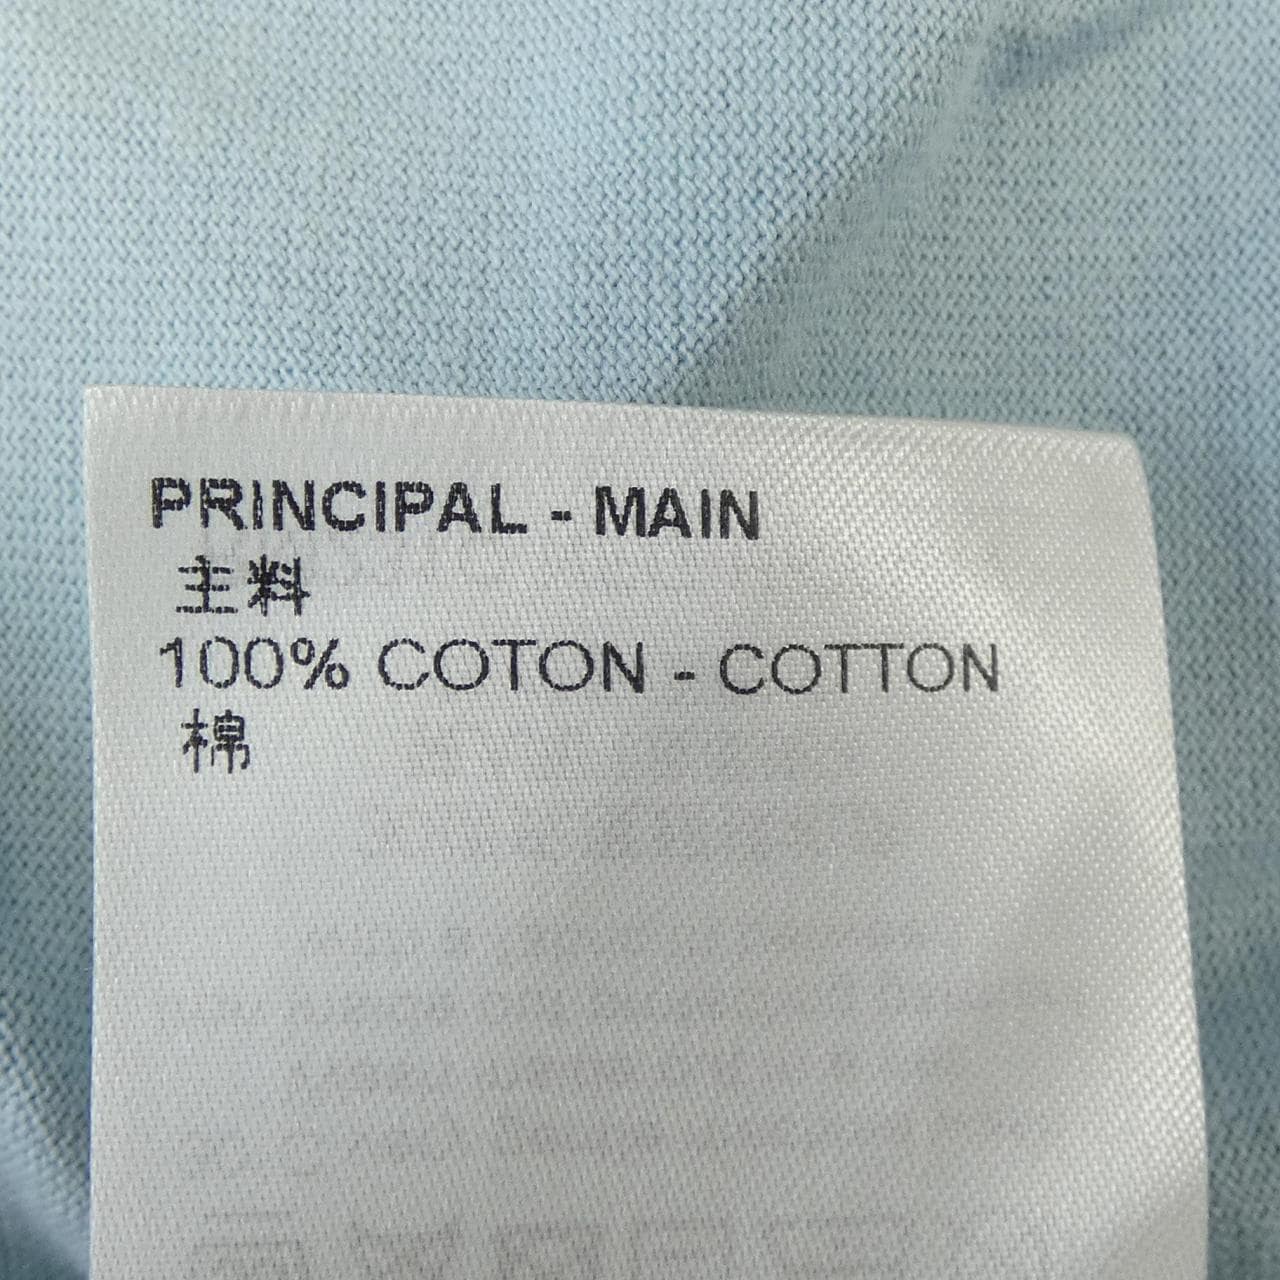 PRINCIPAL - MAIN
主料
100% COTON - COTTON
棉